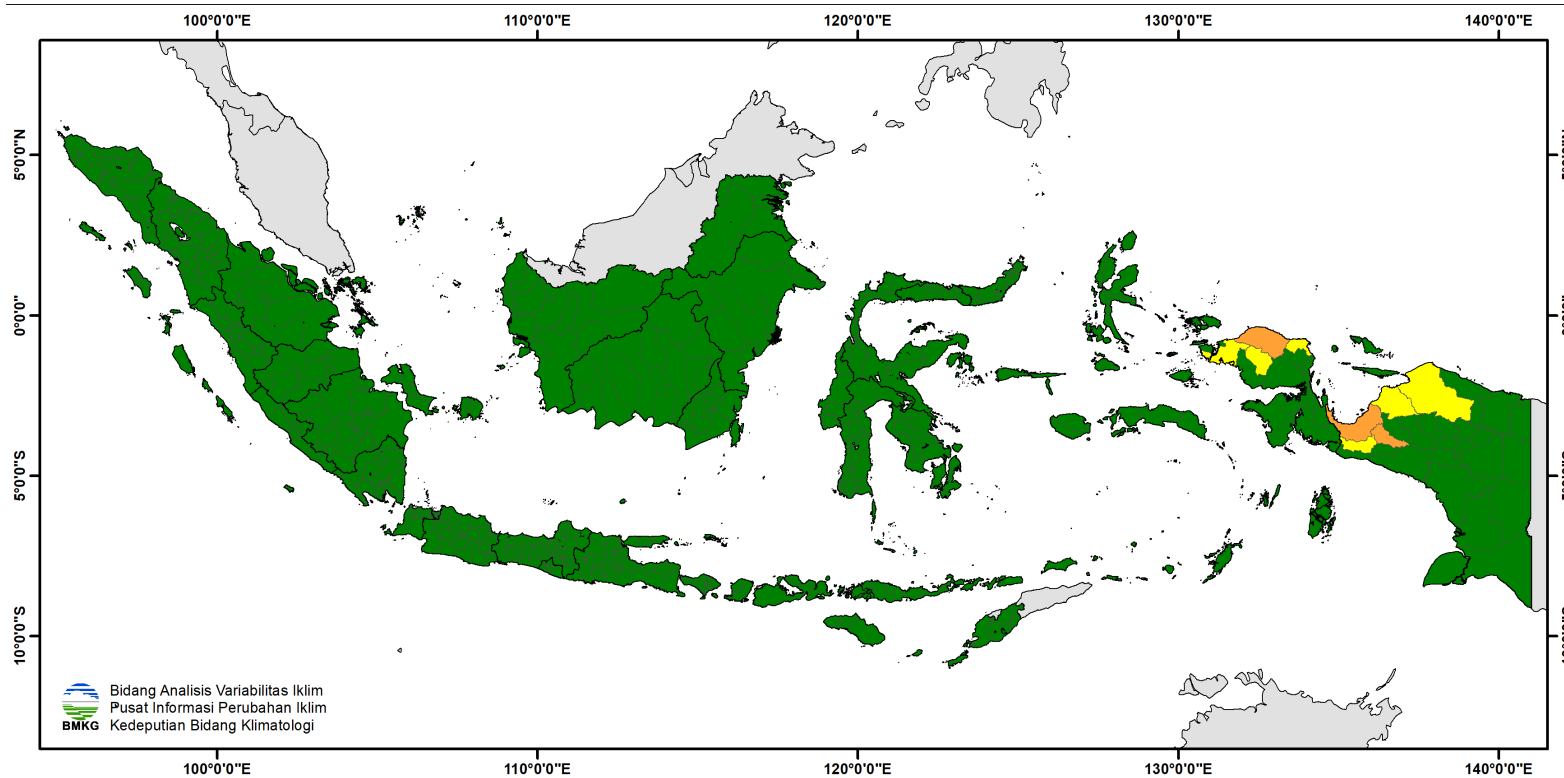 100°0'0"E 110°0'0"E 120°0'0"E 130°0'0"E 140°0'0"E
5°0'0"N
0°0'0"
5°0'0"S
10°0'0"S
Bidang Analisis Variabilitas Iklim
Pusat Informasi Perubahan Iklim
BMKG Kedeputian Bidang Klimatologi
100°0'0"E 110°0'0"E 120°0'0"E 130°0'0"E 140°0'0"E